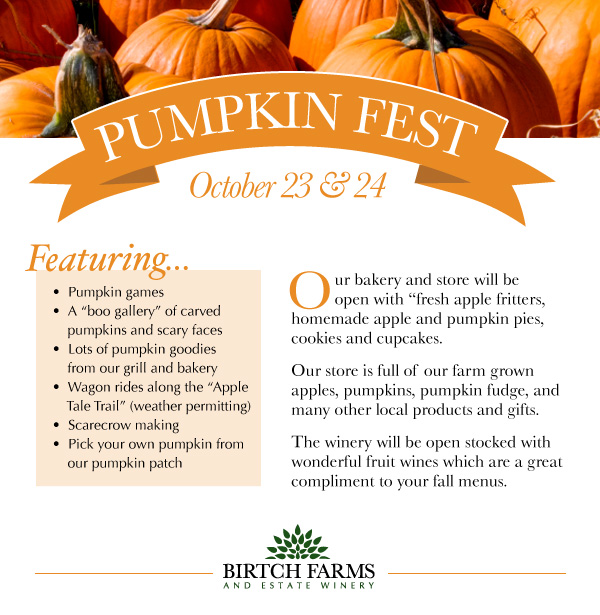 PUMPKIN FEST
October 23 & 24
Featuring...
• Pumpkin games
• A “boo gallery” of carved
pumpkins and scary faces
• Lots of pumpkin goodies
from our grill and bakery
• Wagon rides along the “Apple
Tale Trail” (weather permitting)
• Scarecrow making
• Pick your own pumpkin from
our pumpkin patch
Our bakery and store will be
open with “fresh apple fritters,
homemade apple and pumpkin pies,
cookies and cupcakes.
Our store is full of our farm grown
apples, pumpkins, pumpkin fudge, and
many other local products and gifts.
The winery will be open stocked with
wonderful fruit wines which are a great
compliment to your fall menus.
BIRTCH FARMS
AND ESTATE WINERY